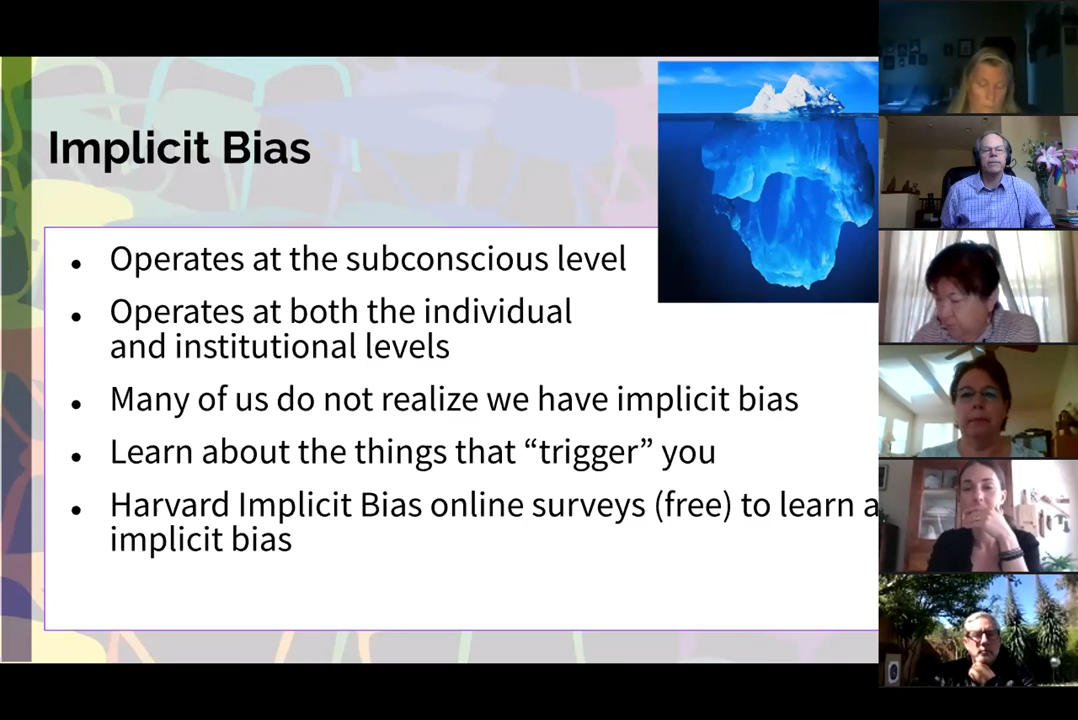 Implicit Bias
• Operates at the subconscious level
• Operates at both the individual
and institutional levels
• Many of us do not realize we have implicit bias
• Learn about the things that “trigger” you
• Harvard Implicit Bias online surveys (free) to learn a
implicit bias